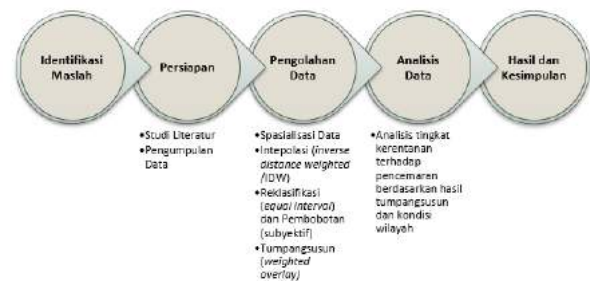 Identifikasi
Maslah
Persiapan
Pengolahan
Data
Analisis
Data
Hasil dan
Kesimpulan
•Studi Literatur
•Pengumpulan
Data
•Spasialisasi Data
•Intepolasi (inverse
distance weighted
/IDW)
•Reklasifikasi
(equal interval)
dan Pembobotan
(subyektif)
•Tumpangsusun
(weighted
overlay)
•Analisis tingkat
kerentanan
terhadap
pencemaran
berdasarkan hasil
tumpangsusun
dan kondisi
wilayah